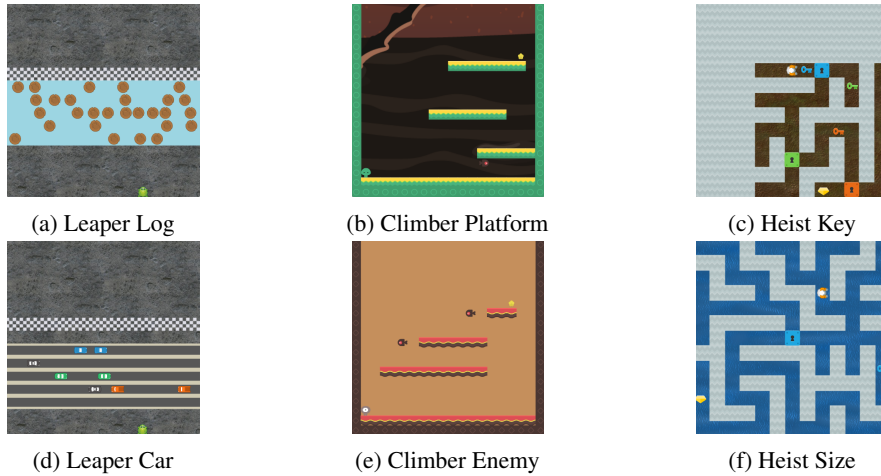 (a) Leaper Log
(b) Climber Platform
(c) Heist Key
(d) Leaper Car
(e) Climber Enemy
(f) Heist Size